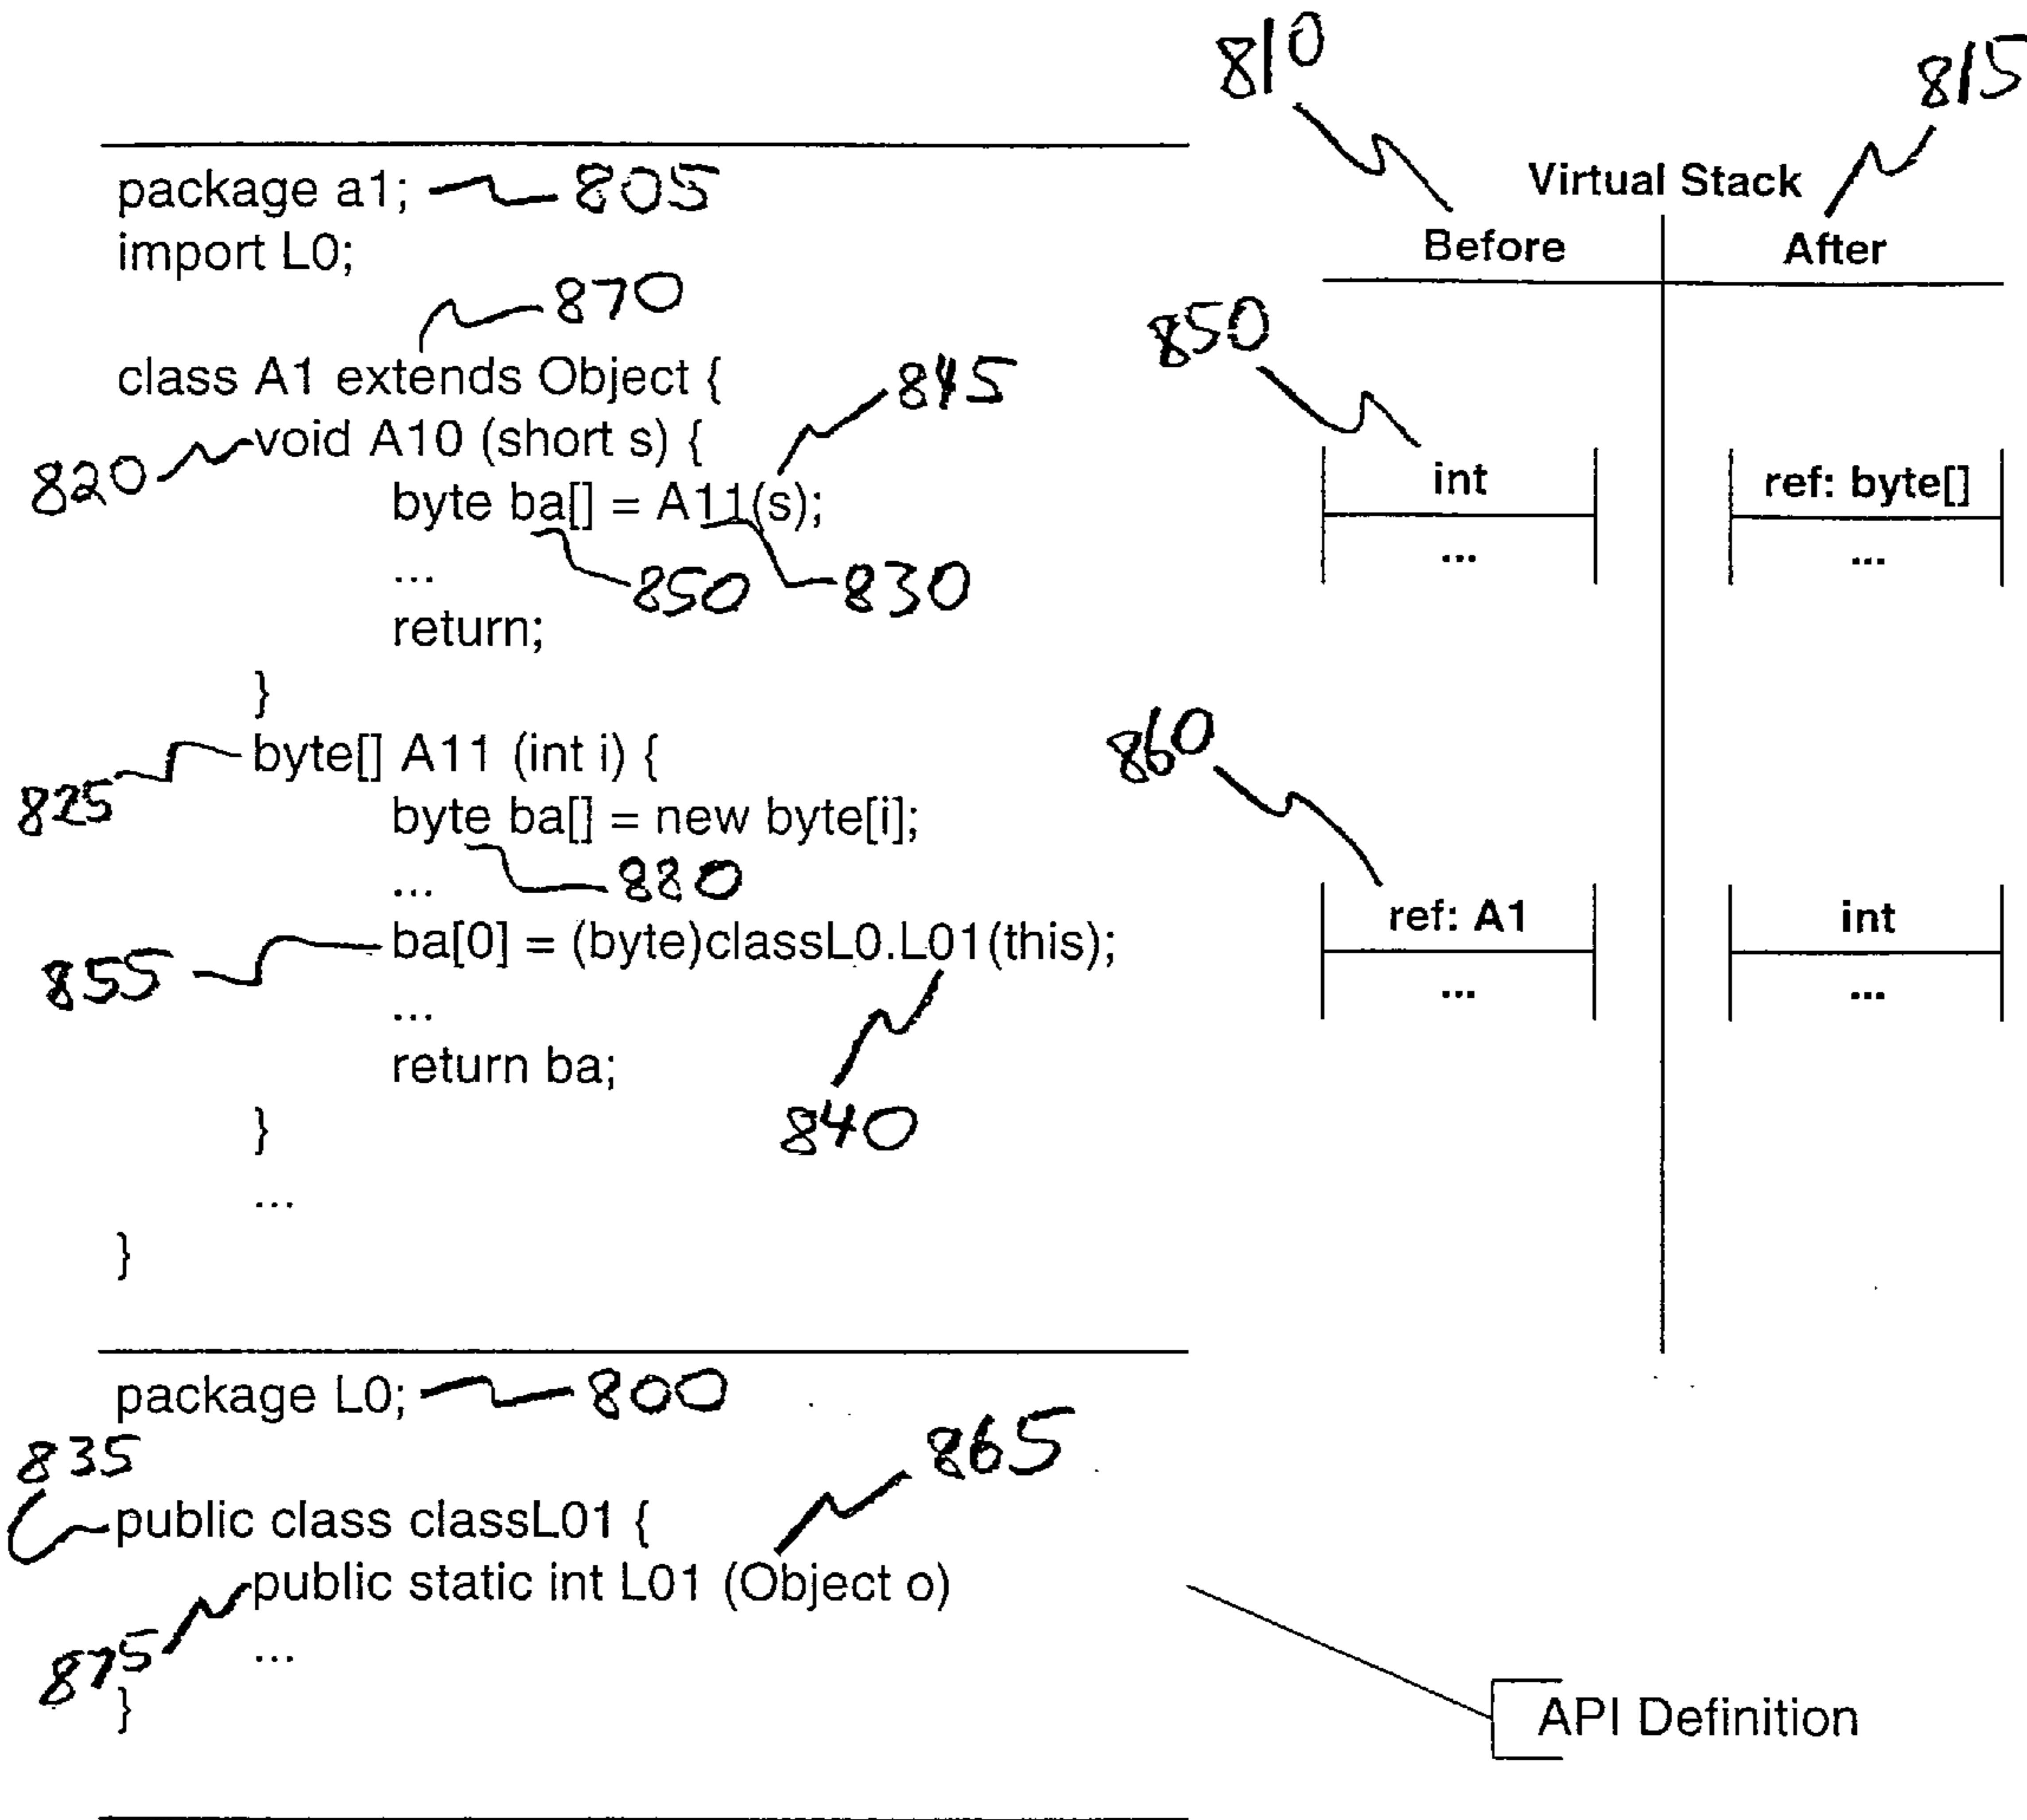 810
815
package a1; 805
Virtual Stack
import L0;
Before After
870
850
class A1 extends Object {
845
void A10 (short s) {
820
int ref: byte[]
byte ba[] = A11(s);
... ...
...
850 830
return;
}
860
byte[] A11 (int i) {
825
byte ba[] = new byte[i];
... 880
ref: A1 int
ba[0] = (byte)classL0.L01(this);
855
... ...
...
return ba;
840
}
...
}
package L0; 800
865
835
public class classL01 {
public static int L01 (Object o)
875
...
}
API Definition